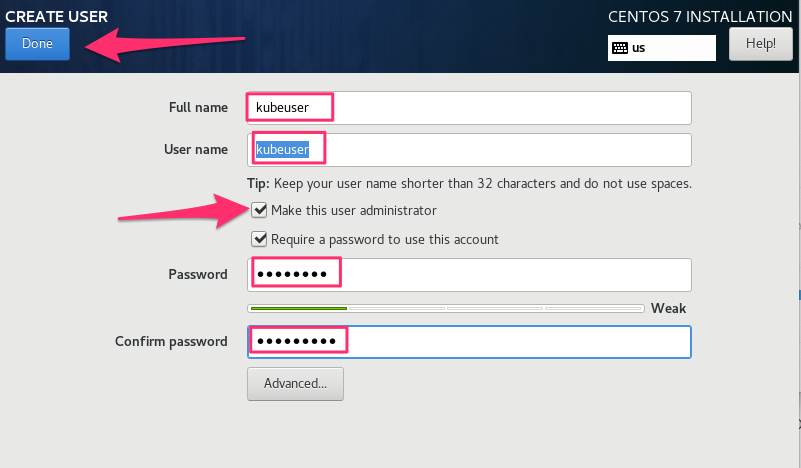 CREATE USER
CENTOS 7 INSTALLATION
Done
us
Help!
Full name
kubeuser
User name
kubeuser
Tip: Keep your user name shorter than 32 characters and do not use spaces.
Make this user administrator
Require a password to use this account
Password
●●●●●●●●
Weak
Confirm password
●●●●●●●●●
Advanced...